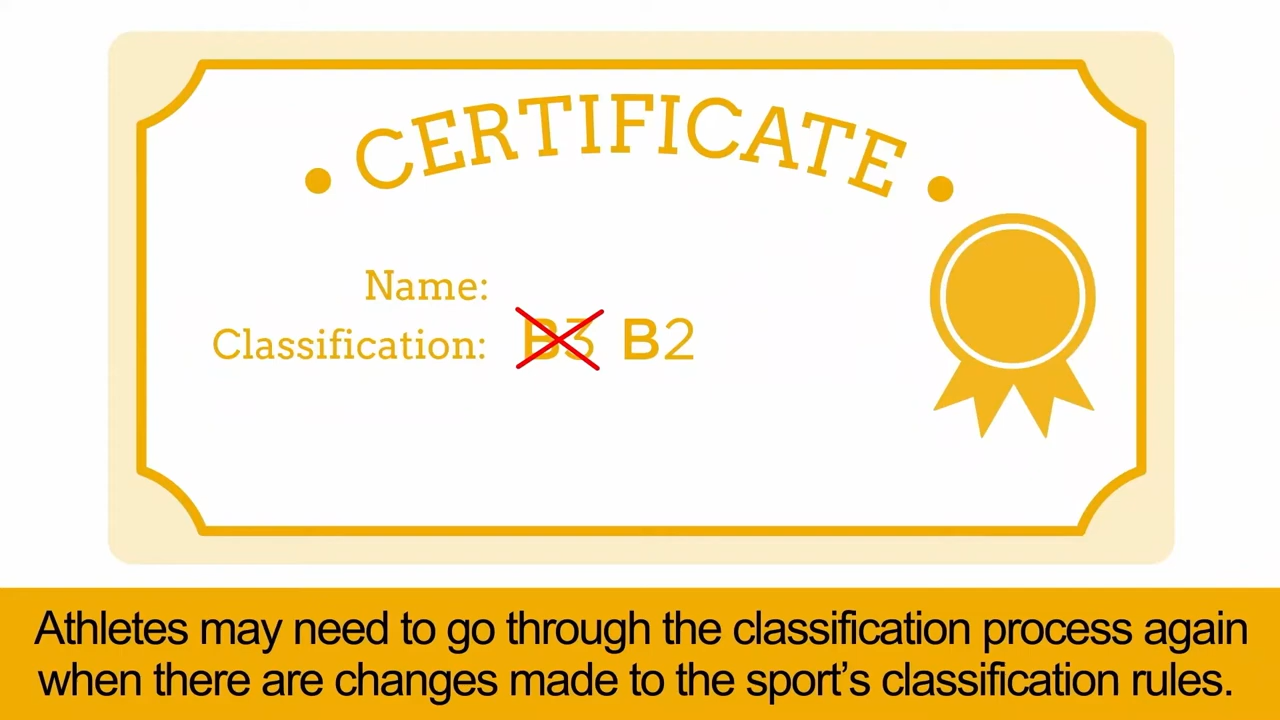 • CERTIFICATE •
Name:
Classification: B3 B2
Athletes may need to go through the classification process again
when there are changes made to the sport’s classification rules.